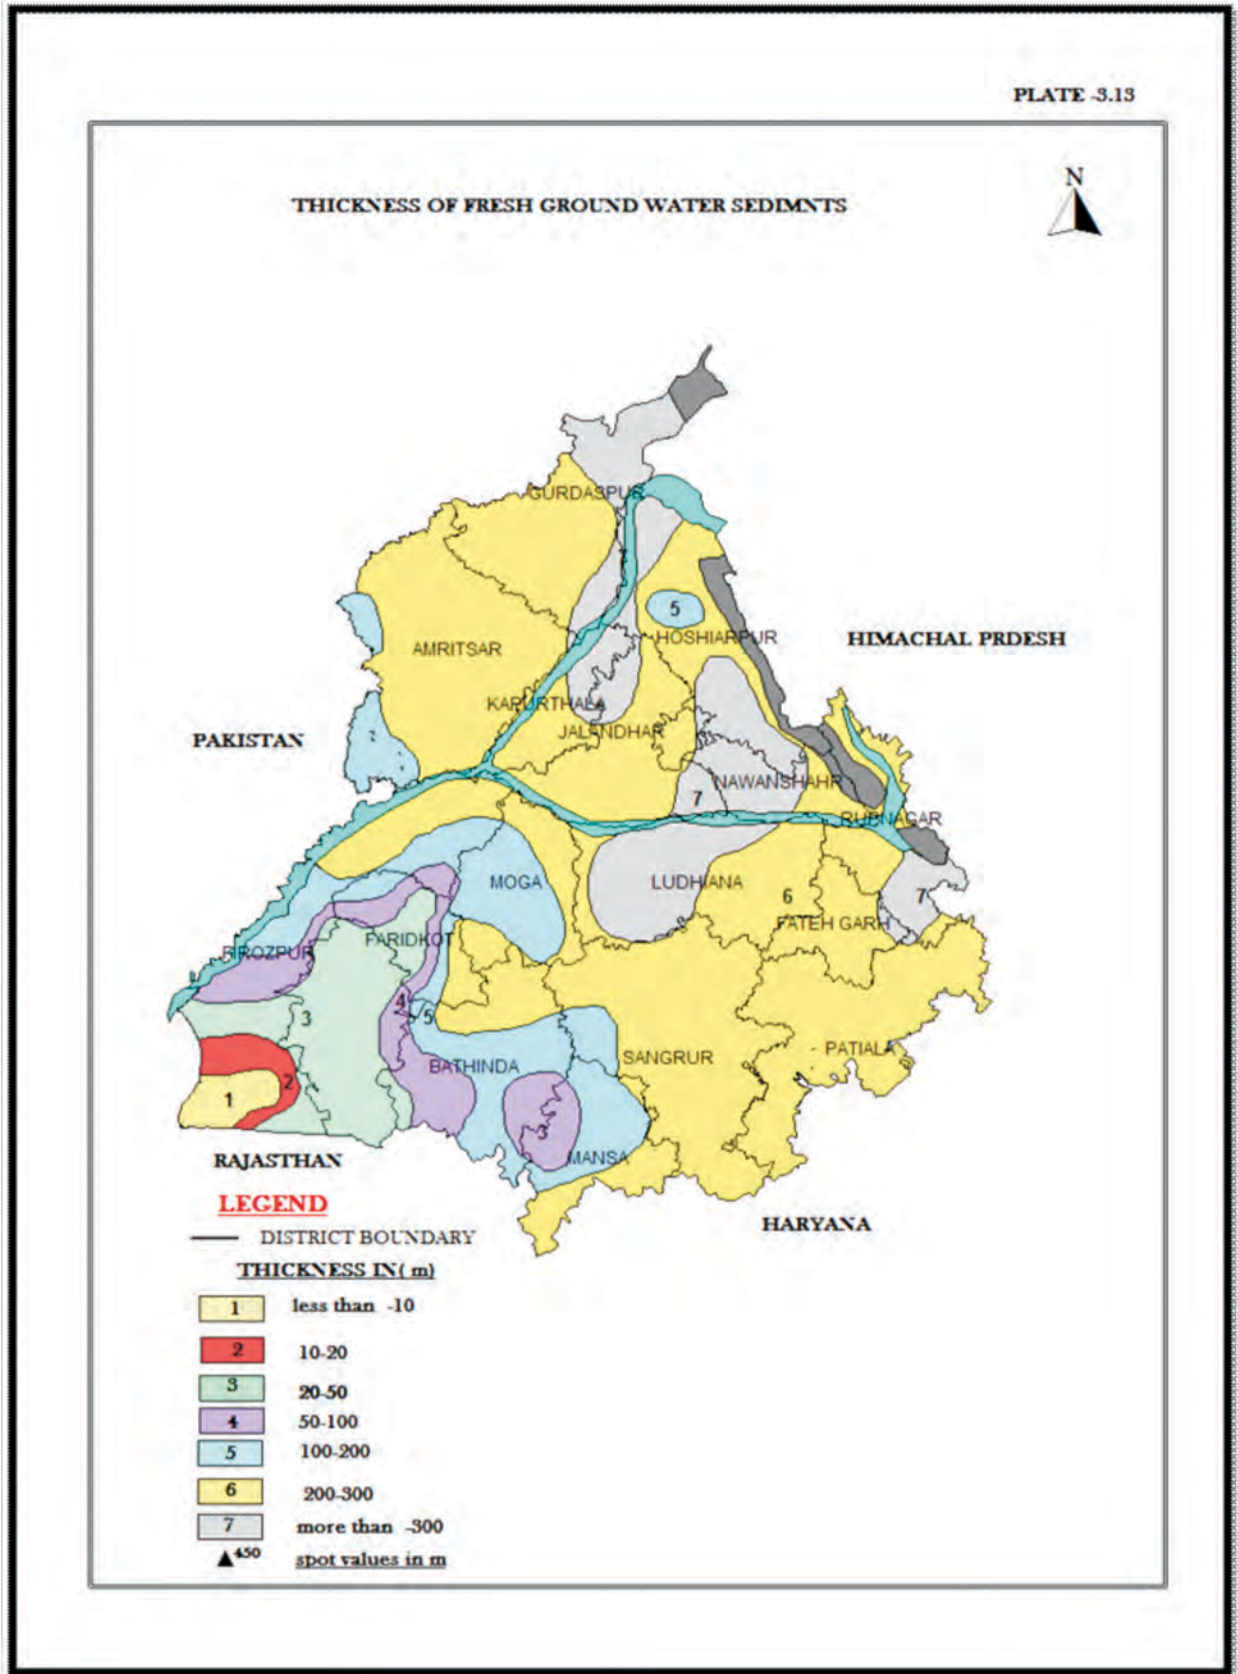 PLATE -3.13
N
THICKNESS OF FRESH GROUND WATER SEDIMNTS
GURDASPUR
5
HOSHIARPUR
HIMACHAL PRDESH
AMRITSAR
KAPURTHALA
JALANDHAR
PAKISTAN
NAWANSHAHR
7
RUPNAGAR
MOGA
LUDHIANA
6
7
FATEH GARH
FARIDKOT
FIROZPUR
4
5
3
SANGRUR
PATIALA
BATHINDA
2
1
3
MANSA
RAJASTHAN
HARYANA
LEGEND
DISTRICT BOUNDARY
THICKNESS IN( m)
1 less than -10
2 10-20
3 20-50
4 50-100
5 100-200
6 200-300
7 more than -300
▲450 spot values in m